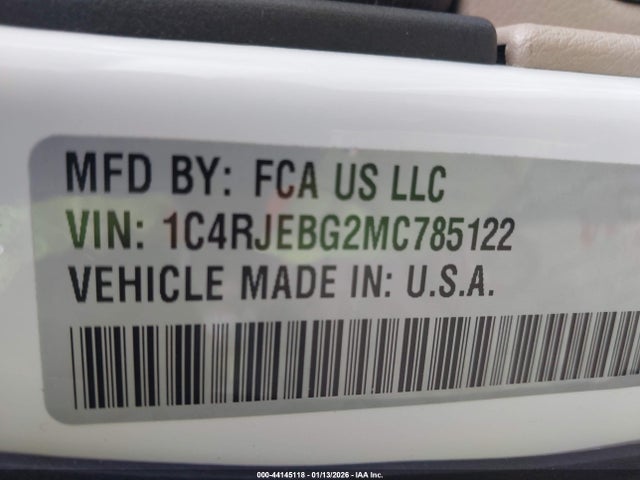 MFD BY: FCA US LLC
VIN: 1C4RJEBG2MC785122
VEHICLE MADE IN: U.S.A.
000-44145118 - 01/13/2026 - IAA Inc.